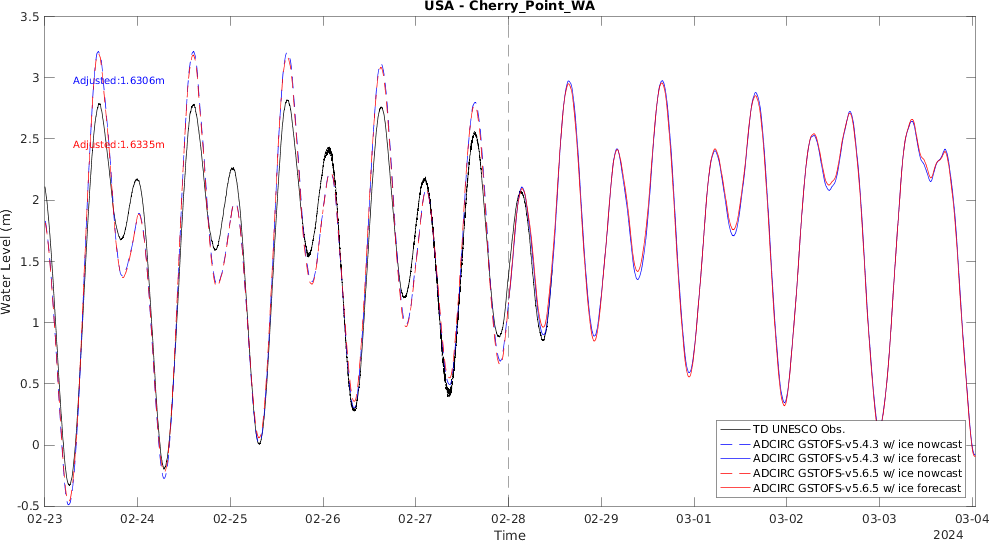 USA - Cherry_Point_WA
3.5
3
2.5
2
1.5
1
0.5
0
-0.5
Water Level (m)
Adjusted:1.6306m
Adjusted:1.6335m
TD UNESCO Obs.
ADCIRC GSTOFS-v5.4.3 w/ ice nowcast
ADCIRC GSTOFS-v5.4.3 w/ ice forecast
ADCIRC GSTOFS-v5.6.5 w/ ice nowcast
ADCIRC GSTOFS-v5.6.5 w/ ice forecast
02-23 02-24 02-25 02-26 02-27 02-28 02-29 03-01 03-02 03-03 03-04
Time
2024